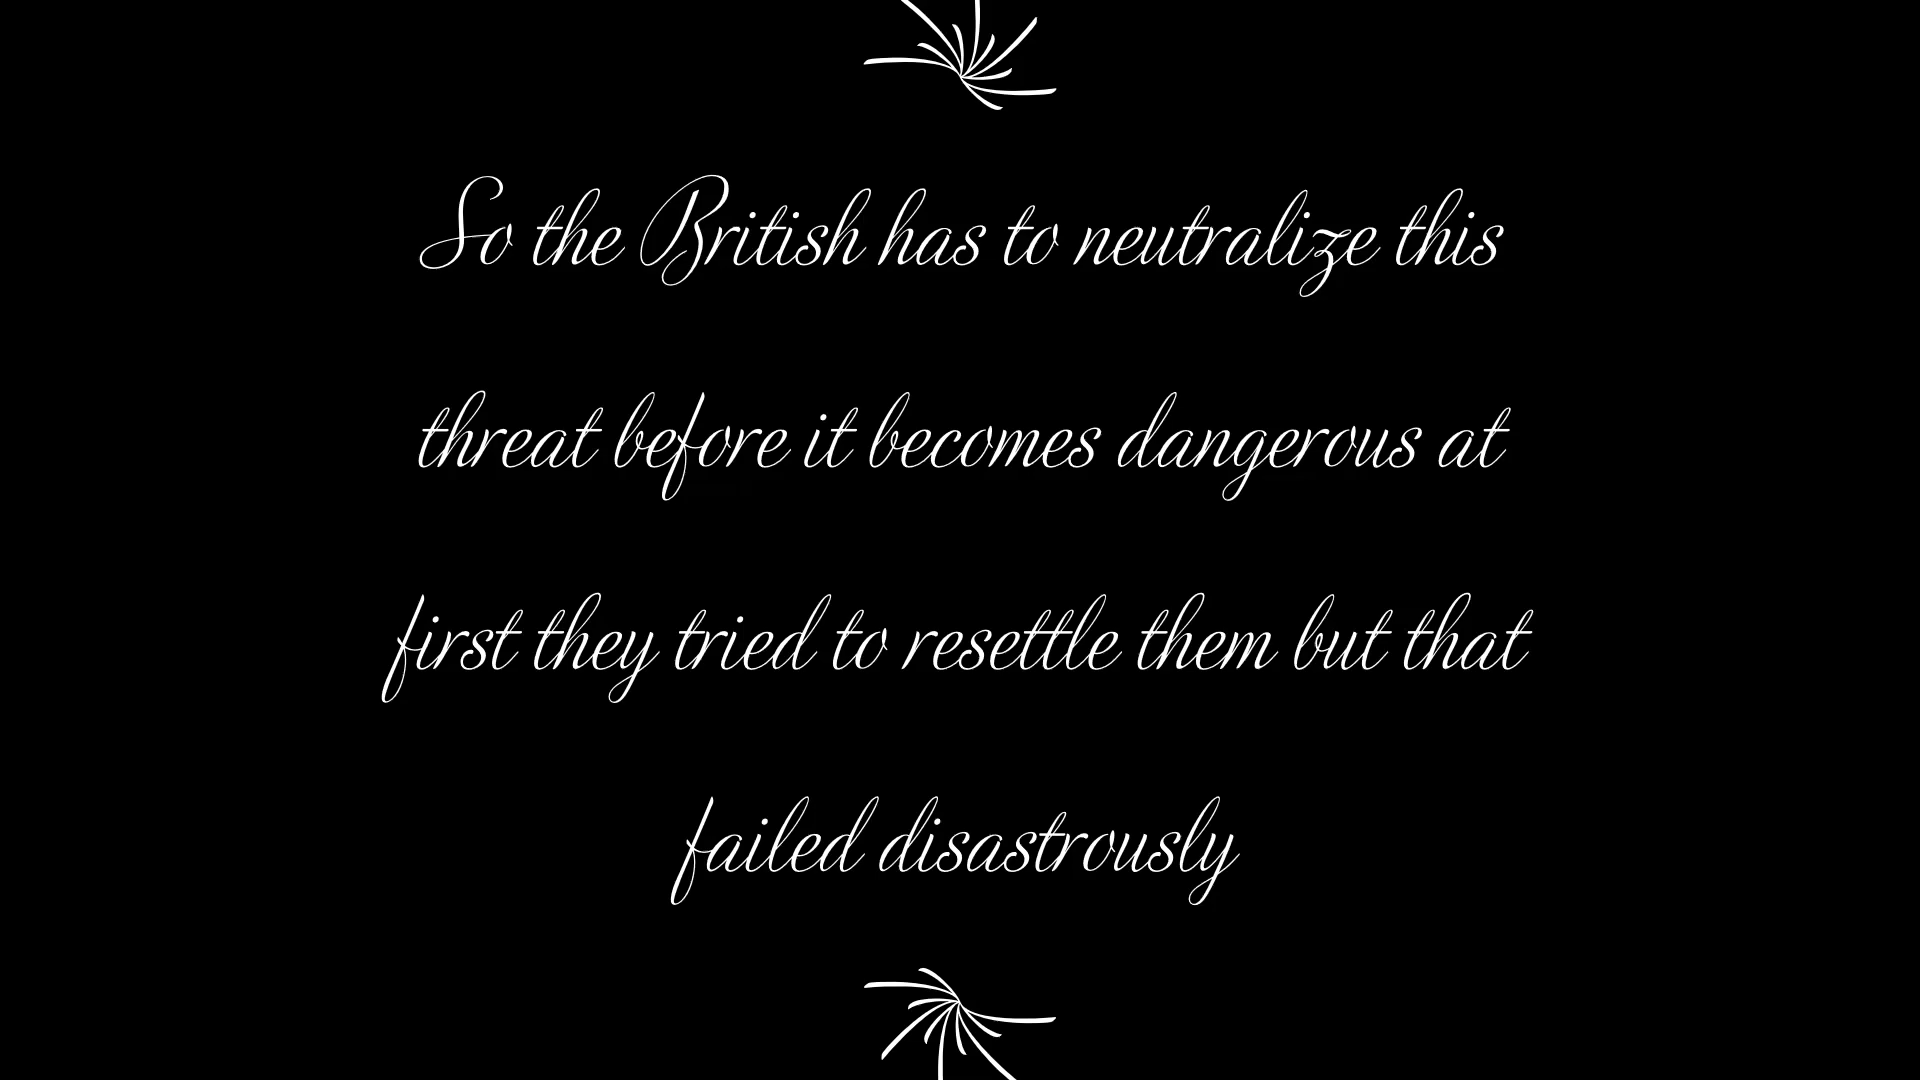 So the British has to neutralize this
threat before it becomes dangerous at
first they tried to resettle them but that
failed disastrously